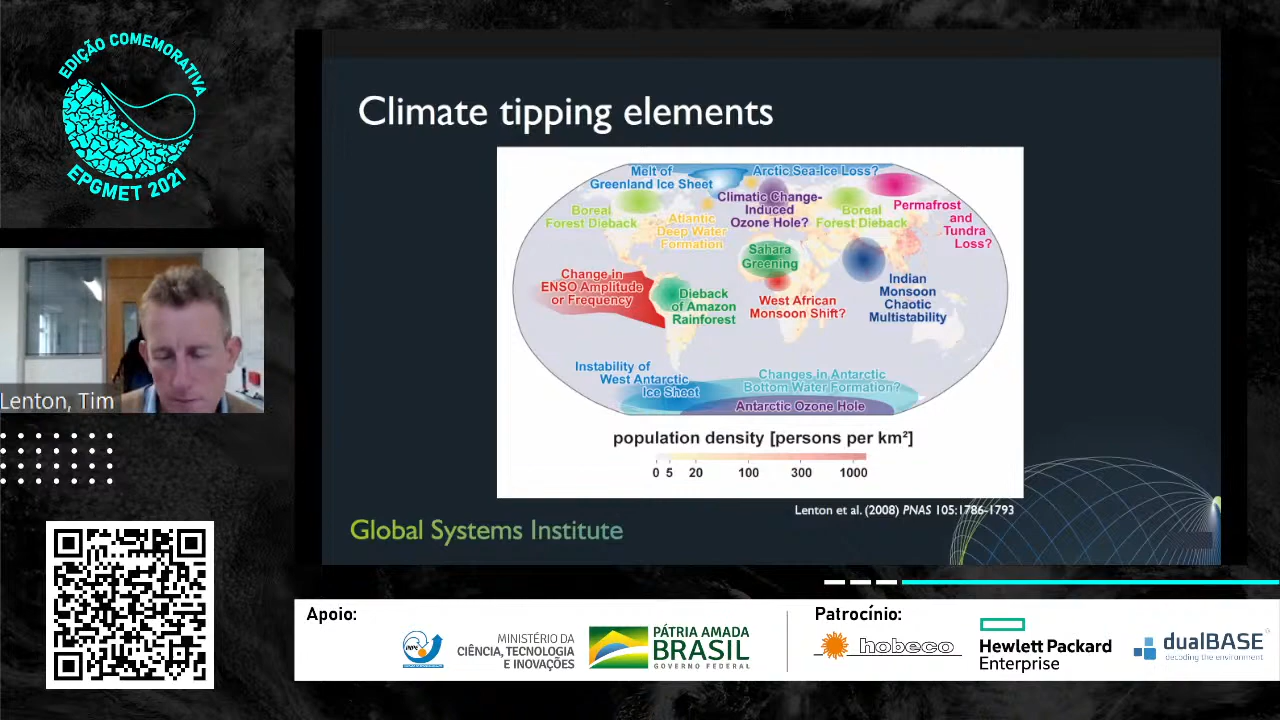 EDIÇÃO COMEMORATIVA
EPGMET 2021
Lenton, Tim
Climate tipping elements
Melt of
Greenland Ice Sheet
Arctic Sea-Ice Loss?
Climatic Change-
Induced
Ozone Hole?
Boreal
Forest Dieback
Atlantic
Deep Water
Formation
Boreal
Forest Dieback
Permafrost
and
Tundra
Loss?
Sahara
Greening
Change in
ENSO Amplitude
or Frequency
Dieback
of Amazon
Rainforest
West African
Monsoon Shift?
Indian
Monsoon
Chaotic
Multistability
Instability of
West Antarctic
Ice Sheet
Changes in Antarctic
Bottom Water Formation?
Antarctic Ozone Hole
population density [persons per km²]
0 5 20 100 300 1000
Lenton et al. (2008) PNAS 105:1786-1793
Global Systems Institute
Apoio:
INPE
MINISTÉRIO DA
CIÊNCIA, TECNOLOGIA
E INOVAÇÕES
PÁTRIA AMADA
BRASIL
GOVERNO FEDERAL
Patrocínio:
hobeco
Hewlett Packard
Enterprise
dualBASE
decoding the environment